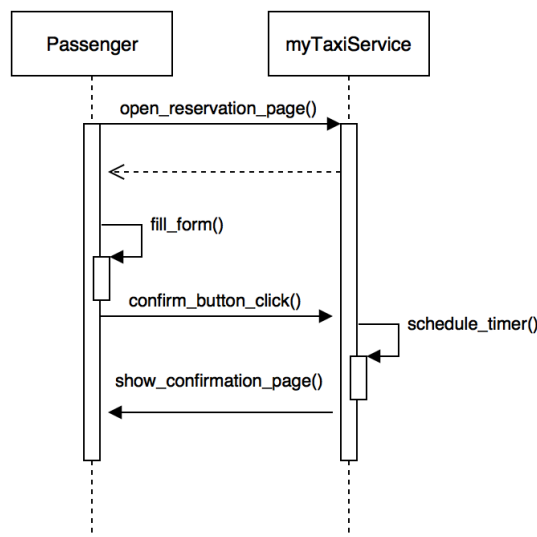 Passenger
myTaxiService
open_reservation_page()
fill_form()
confirm_button_click()
schedule_timer()
show_confirmation_page()